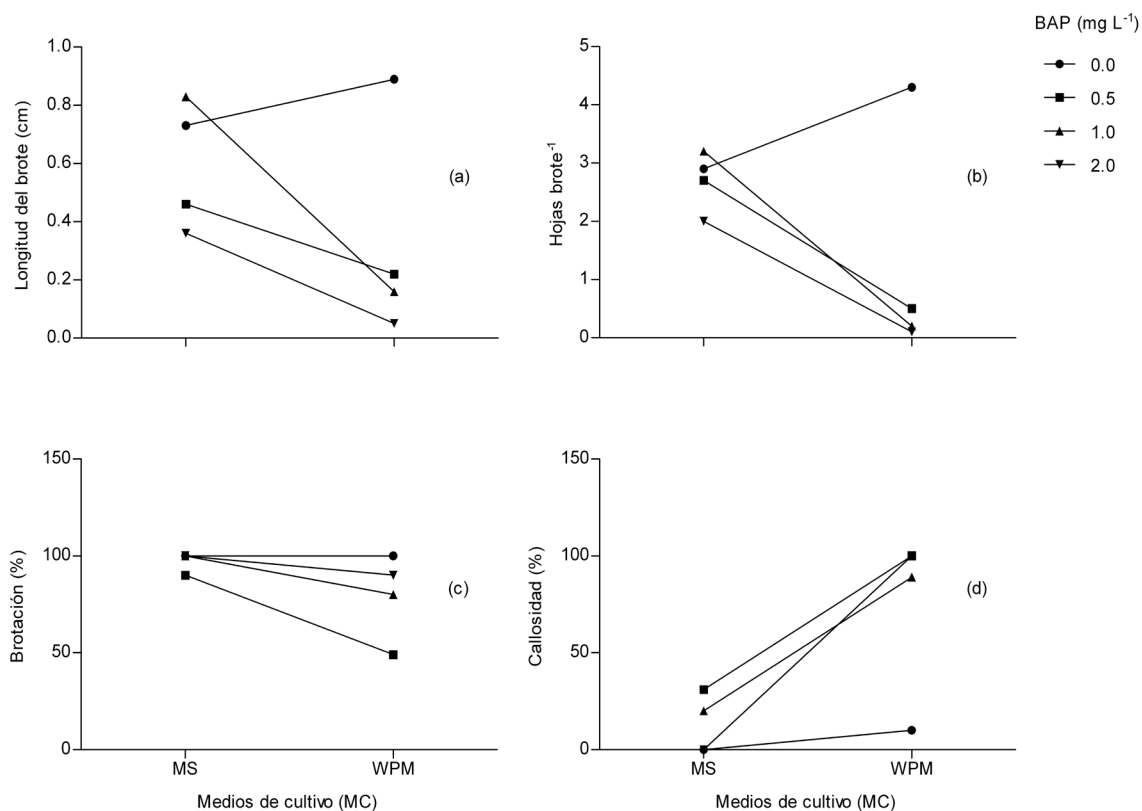 BAP (mg L⁻¹)
0.0
0.5
1.0
2.0
Longitud del brote (cm)
1.0
0.8
0.6
0.4
0.2
0.0
(a)
Hojas brote⁻¹
5
4
3
2
1
0
(b)
Brotación (%)
150
100
50
0
(c)
MS
WPM
Medios de cultivo (MC)
Callosidad (%)
150
100
50
0
(d)
MS
WPM
Medios de cultivo (MC)